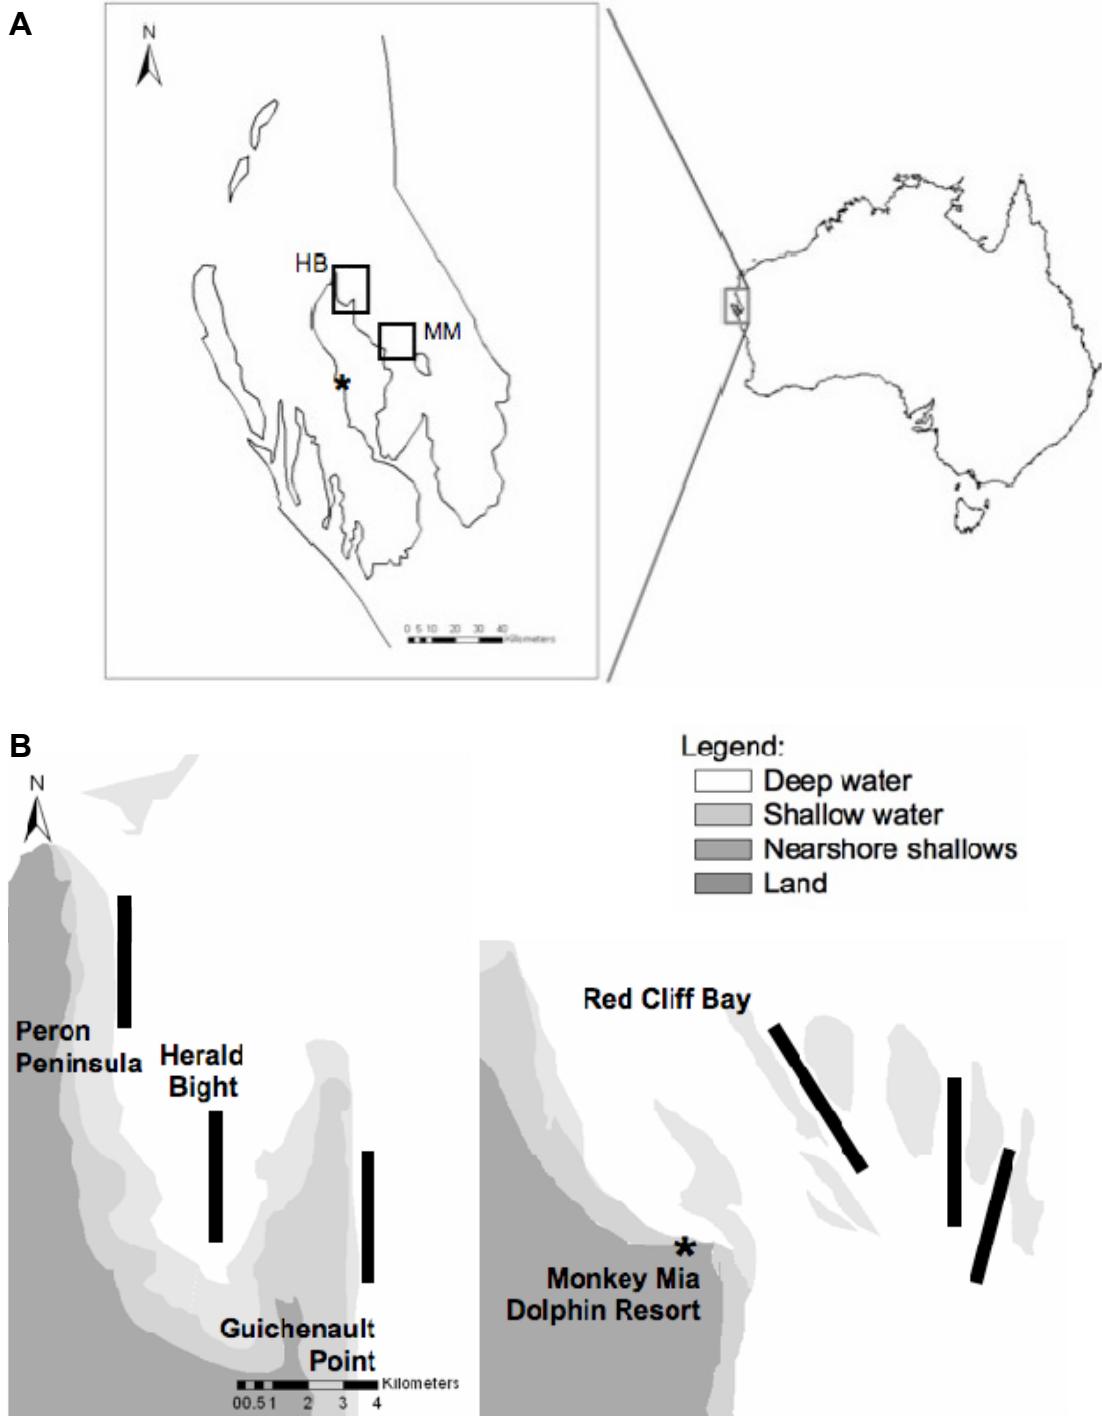 A
N
HB
MM
*
0 5 10 20 30 40
Kilometers
B
N
Legend:
Deep water
Shallow water
Nearshore shallows
Land
Peron
Peninsula
Herald
Bight
Guichenault
Point
Kilometers
00.51 2 3 4
Red Cliff Bay
*
Monkey Mia
Dolphin Resort